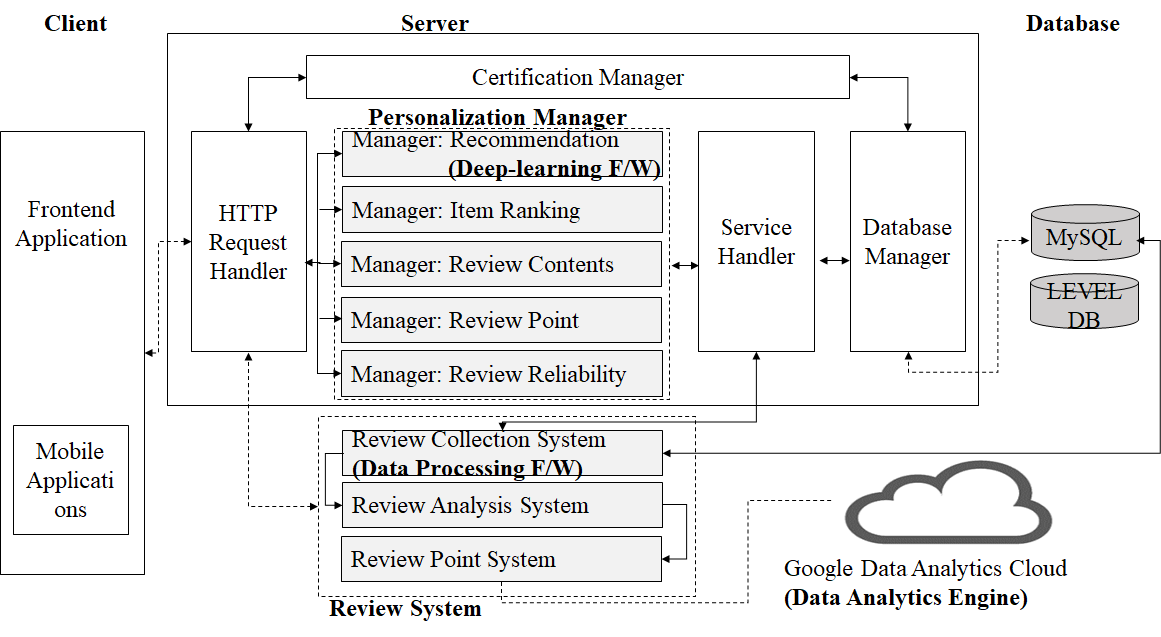 Client
Server
Database
Certification Manager
Personalization Manager
Manager: Recommendation
(Deep-learning F/W)
Manager: Item Ranking
Manager: Review Contents
Manager: Review Point
Manager: Review Reliability
Frontend
Application
HTTP
Request
Handler
Service
Handler
Database
Manager
MySQL
LEVEL
DB
Mobile
Applicati
ons
Review Collection System
(Data Processing F/W)
Review Analysis System
Review Point System
Review System
Google Data Analytics Cloud
(Data Analytics Engine)